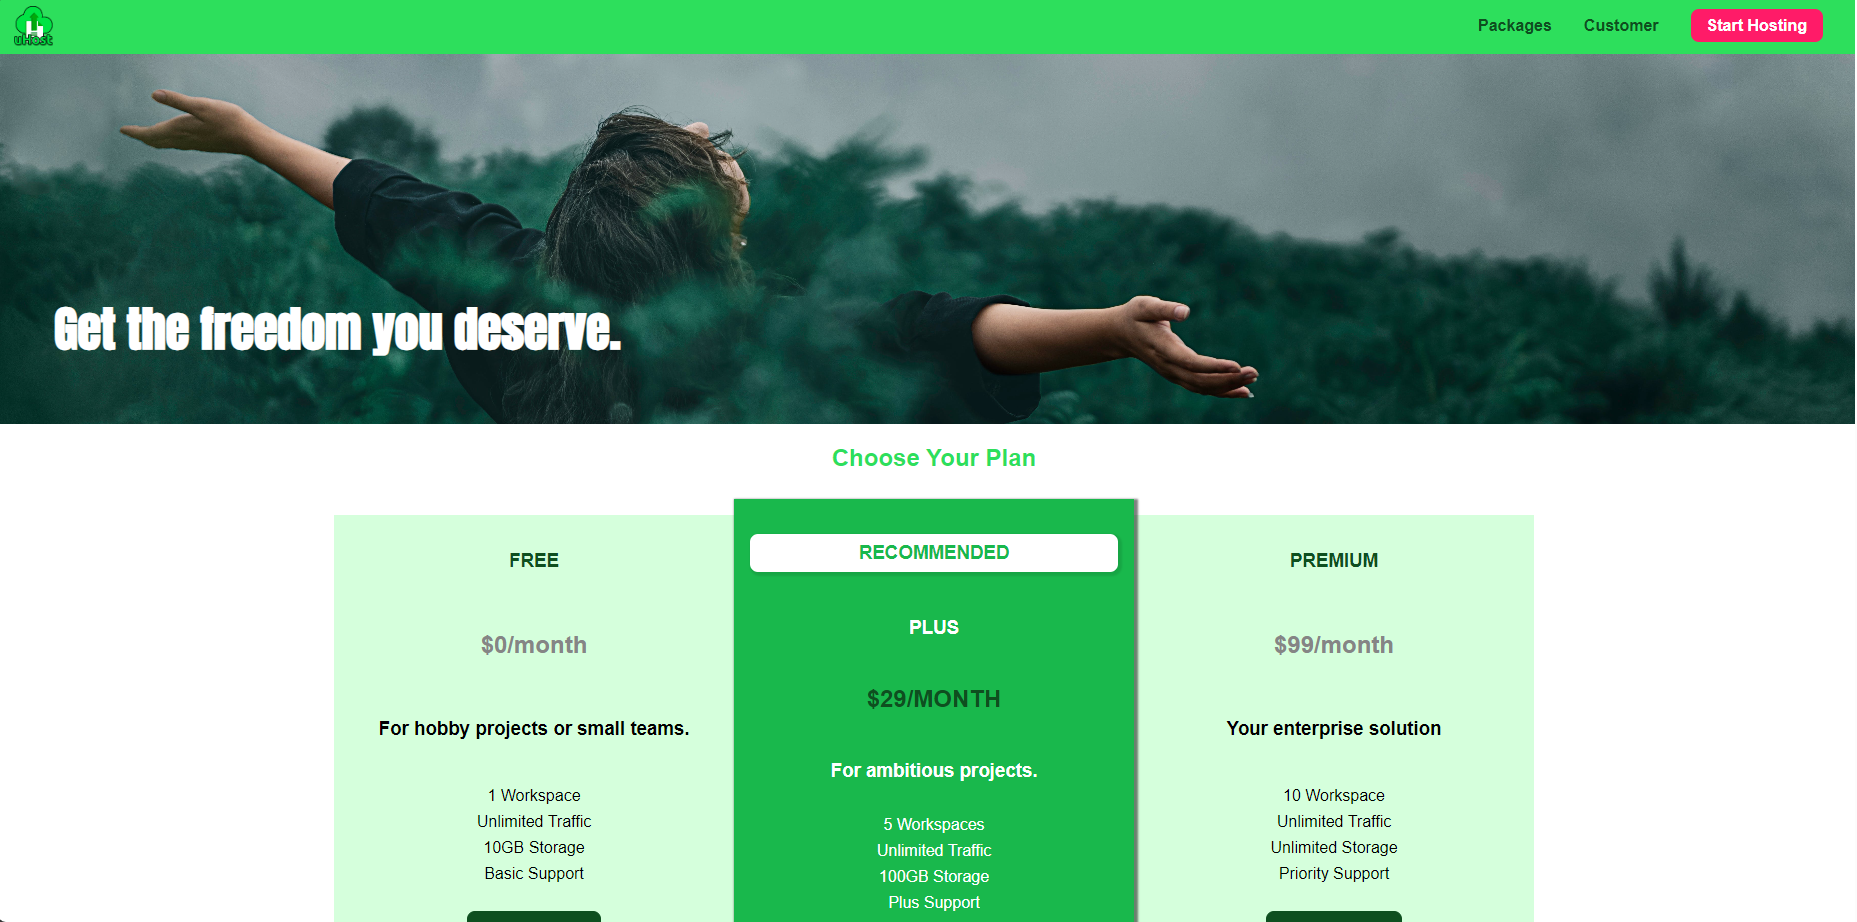 uHost
Packages
Customer
Start Hosting
Get the freedom you deserve.
Choose Your Plan
FREE
$0/month
For hobby projects or small teams.
1 Workspace
Unlimited Traffic
10GB Storage
Basic Support
RECOMMENDED
PLUS
$29/MONTH
For ambitious projects.
5 Workspaces
Unlimited Traffic
100GB Storage
Plus Support
PREMIUM
$99/month
Your enterprise solution
10 Workspace
Unlimited Traffic
Unlimited Storage
Priority Support